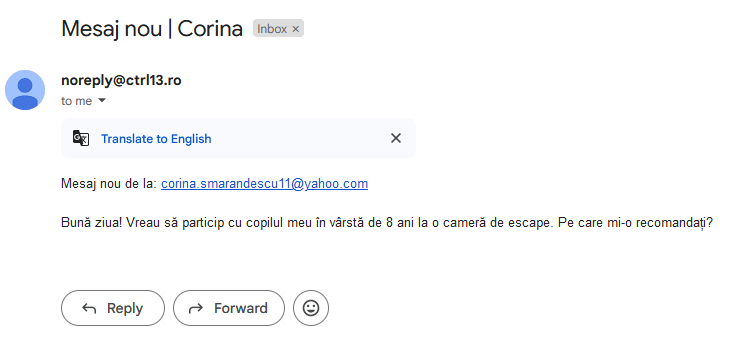 Mesaj nou | Corina Inbox ×
noreply@ctrl13.ro
to me
Translate to English
Mesaj nou de la: corina.smarandescu11@yahoo.com
Bună ziua! Vreau să particip cu copilul meu în vârstă de 8 ani la o cameră de escape. Pe care mi-o recomandați?
Reply Forward